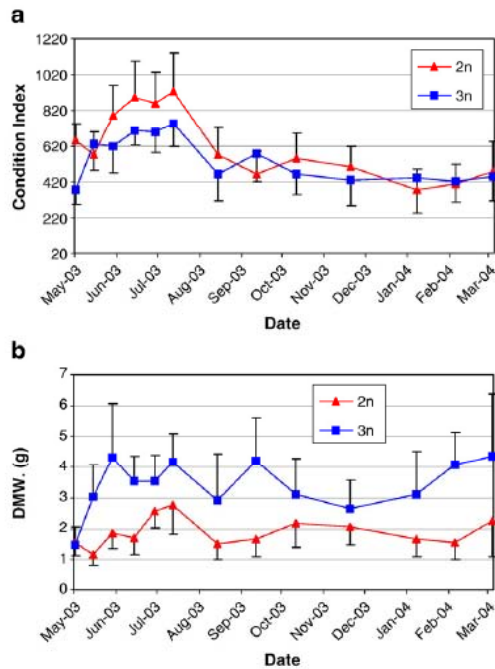 a
1220
1020
820
620
420
220
20
Condition Index
2n
3n
May-03
Jun-03
Jul-03
Aug-03
Sep-03
Oct-03
Nov-03
Dec-03
Jan-04
Feb-04
Mar-04
Date
b
7
6
5
4
3
2
1
0
DMW. (g)
2n
3n
May-03
Jun-03
Jul-03
Aug-03
Sep-03
Oct-03
Nov-03
Dec-03
Jan-04
Feb-04
Mar-04
Date